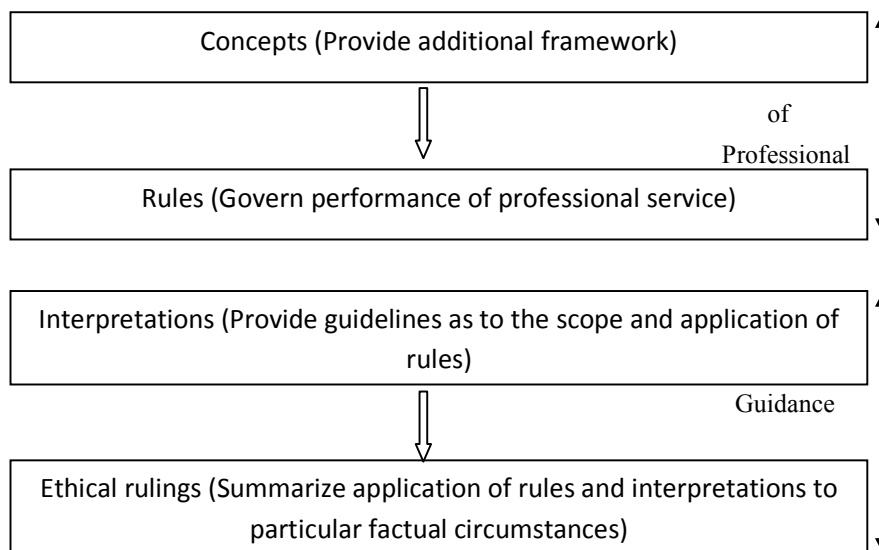 Concepts (Provide additional framework)
of
Professional
Rules (Govern performance of professional service)
Interpretations (Provide guidelines as to the scope and application of
rules)
Guidance
Ethical rulings (Summarize application of rules and interpretations to
particular factual circumstances)